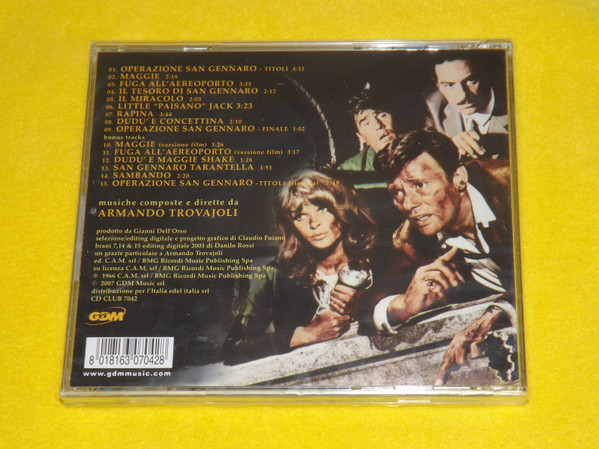 01. OPERAZIONE SAN GENNARO - TITOLI 4:51
02. MAGGIE 2:19
03. FUGA ALL'AEREOPORTO 3:33
04. IL TESORO DI SAN GENNARO 2:12
05. IL MIRACOLO 2:03
06. LITTLE "PAISANO" JACK 3:23
07. RAPINA 3:44
08. DUDU' E CONCETTINA 2:10
09. OPERAZIONE SAN GENNARO - FINALE 1:02
bonus tracks
10. MAGGIE (versione film) 3:26
11. FUGA ALL'AEREOPORTO (versione film) 3:17
12. DUDU' E MAGGIE SHAKE 1:28
13. SAN GENNARO TARANTELLA 1:51
14. SAMBANDO 2:20
15. OPERAZIONE SAN GENNARO -TITOLI
musiche composte e dirette da
ARMANDO TROVAJOLI
prodotto da Gianni Dell'Orso
selezione/editing digitale e progetto grafico di Claudio Fuiano
brani 7,14 & 15 editing digitale 2003 di Danilo Rossi
un grazie particolase a Armando Trovajoli
ed. C.A.M. srl / BMG Ricordi Music Publishing Spa
su licenza C.A.M. srl / BMG Ricordi Music Publishing Spa
℗ 1966 C.A.M. srl / BMG Ricordi Music Publishing Spa
© 2007 GDM Music srl
distribuzione per l'Italia edel italia srl
CD CLUB 7042
GDM
8 018163 070428
www.gdmmusic.com